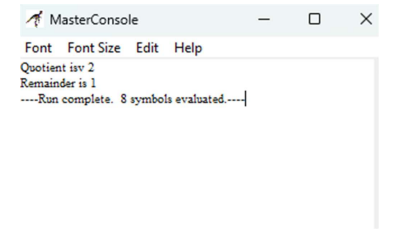 MasterConsole
Font Font Size Edit Help
Quotient isv 2
Remainder is 1
----Run complete. 8 symbols evaluated.----